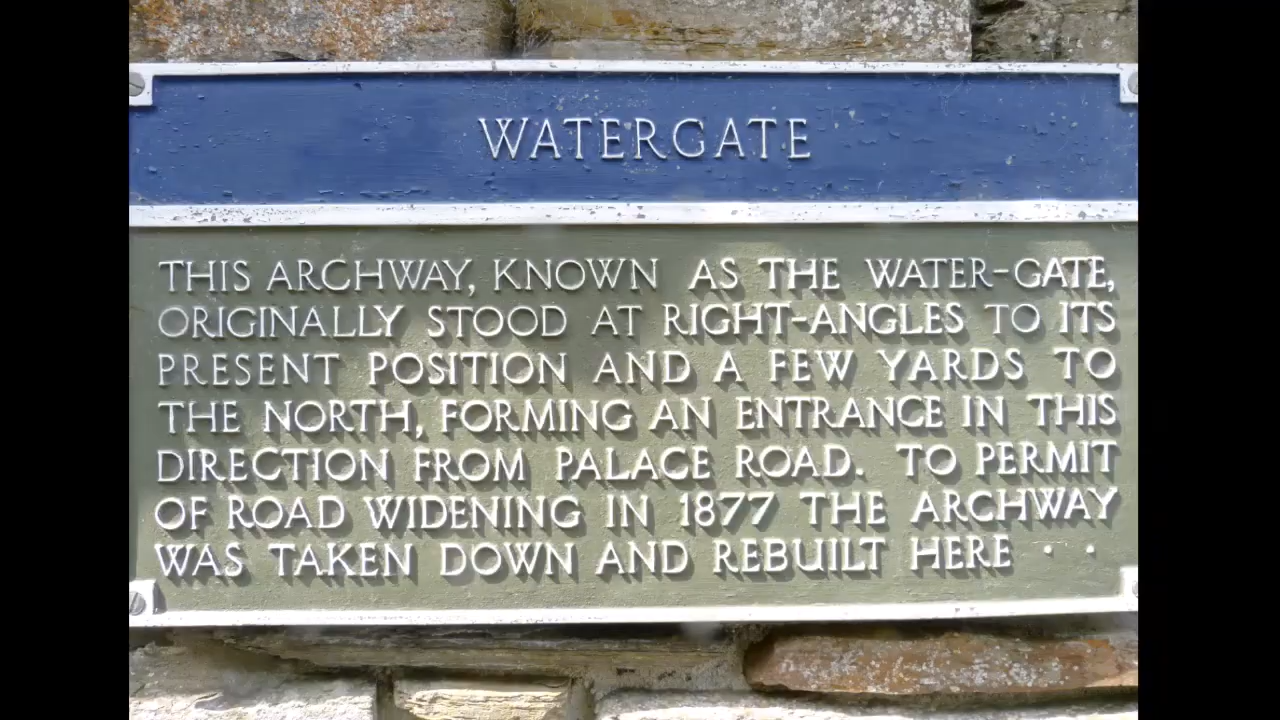 WATERGATE
THIS ARCHWAY, KNOWN AS THE WATER-GATE,
ORIGINALLY STOOD AT RIGHT-ANGLES TO ITS
PRESENT POSITION AND A FEW YARDS TO
THE NORTH, FORMING AN ENTRANCE IN THIS
DIRECTION FROM PALACE ROAD. TO PERMIT
OF ROAD WIDENING IN 1877 THE ARCHWAY
WAS TAKEN DOWN AND REBUILT HERE · ·